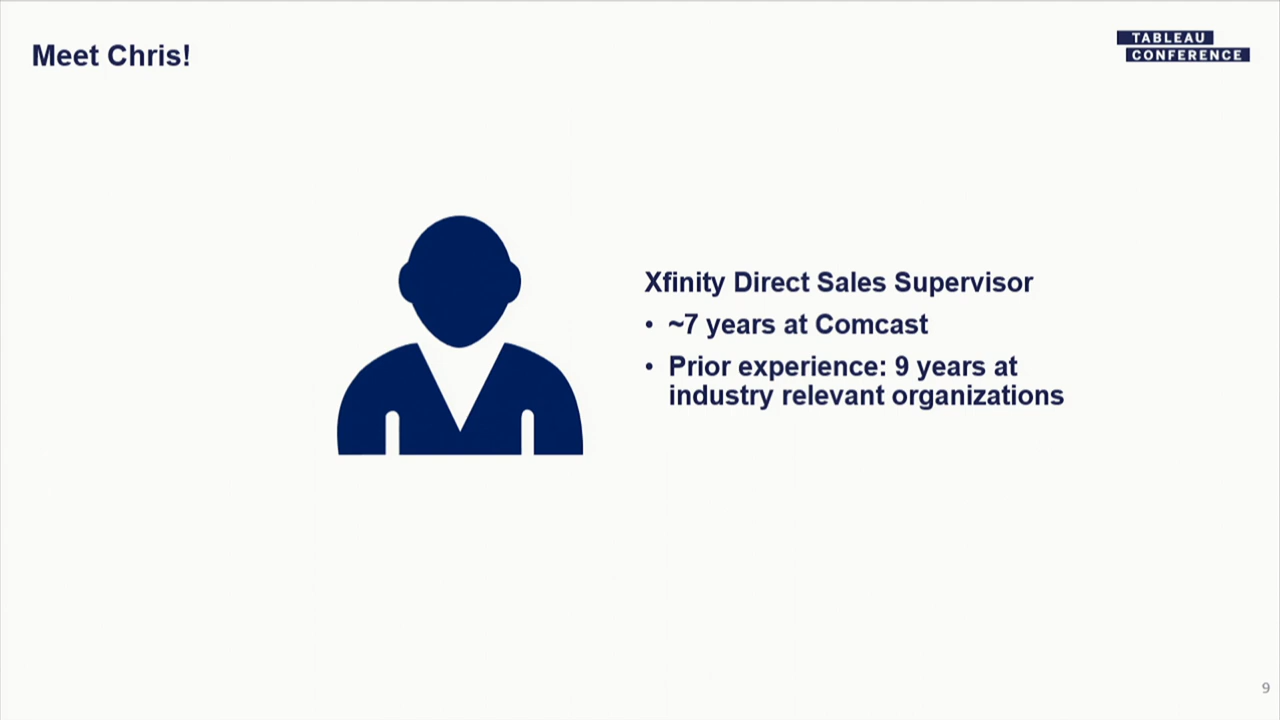 Meet Chris!
TABLEAU
CONFERENCE
Xfinity Direct Sales Supervisor
• ~7 years at Comcast
• Prior experience: 9 years at
industry relevant organizations
9